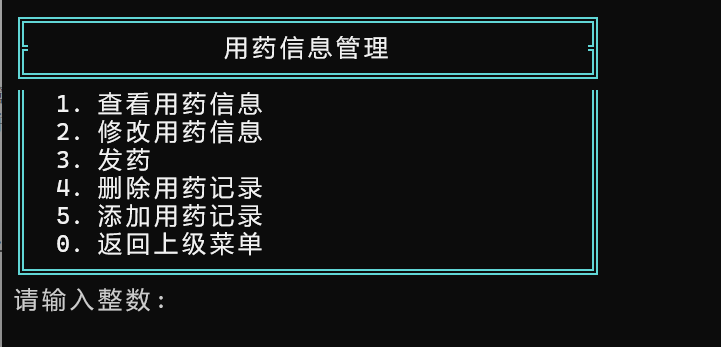 用药信息管理
1. 查看用药信息
2. 修改用药信息
3. 发药
4. 删除用药记录
5. 添加用药记录
0. 返回上级菜单
请输入整数: